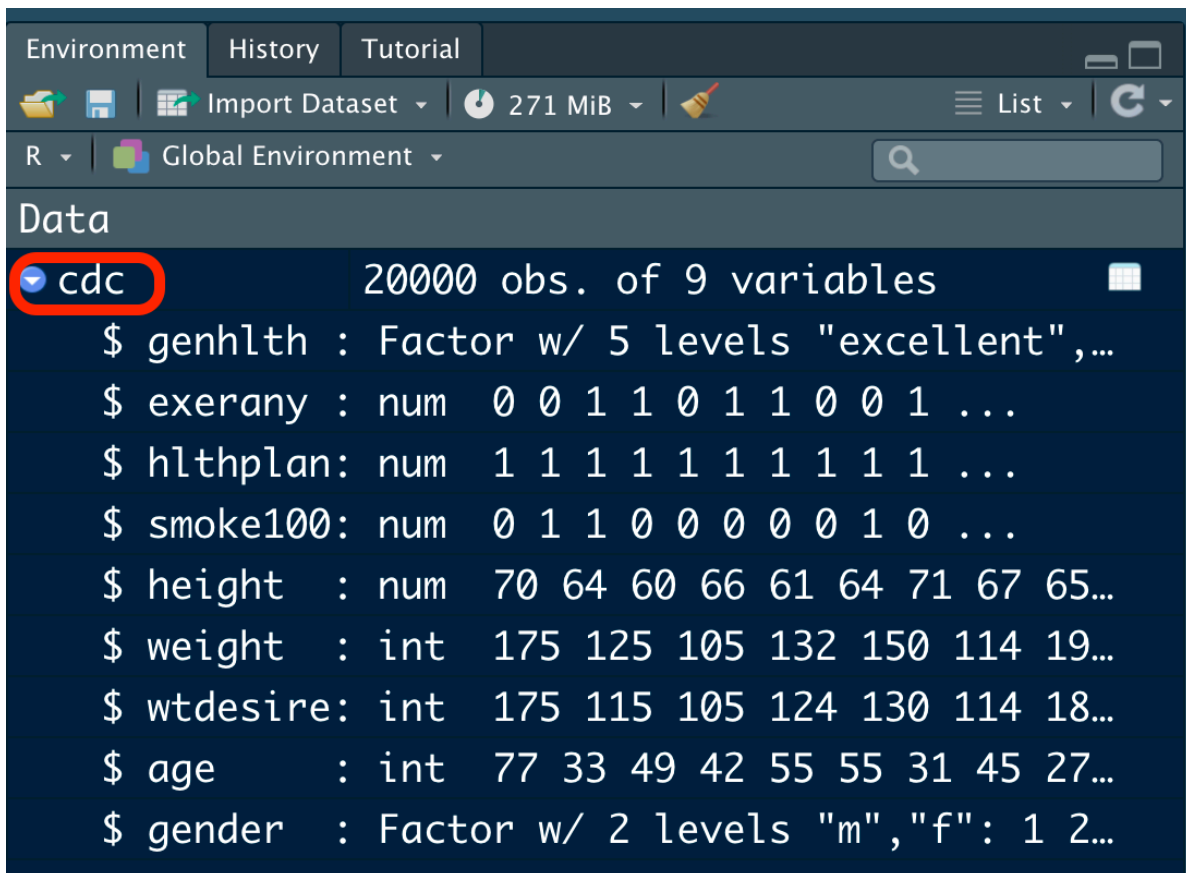 Environment History Tutorial
Import Dataset 271 MiB List
R Global Environment
Data
cdc 20000 obs. of 9 variables
$ genhlth : Factor w/ 5 levels "excellent",…
$ exerany : num 0 0 1 1 0 1 1 0 0 1 ...
$ hlthplan: num 1 1 1 1 1 1 1 1 1 1 ...
$ smoke100: num 0 1 1 0 0 0 0 0 1 0 ...
$ height : num 70 64 60 66 61 64 71 67 65…
$ weight : int 175 125 105 132 150 114 19…
$ wtdesire: int 175 115 105 124 130 114 18…
$ age : int 77 33 49 42 55 55 31 45 27…
$ gender : Factor w/ 2 levels "m","f": 1 2…